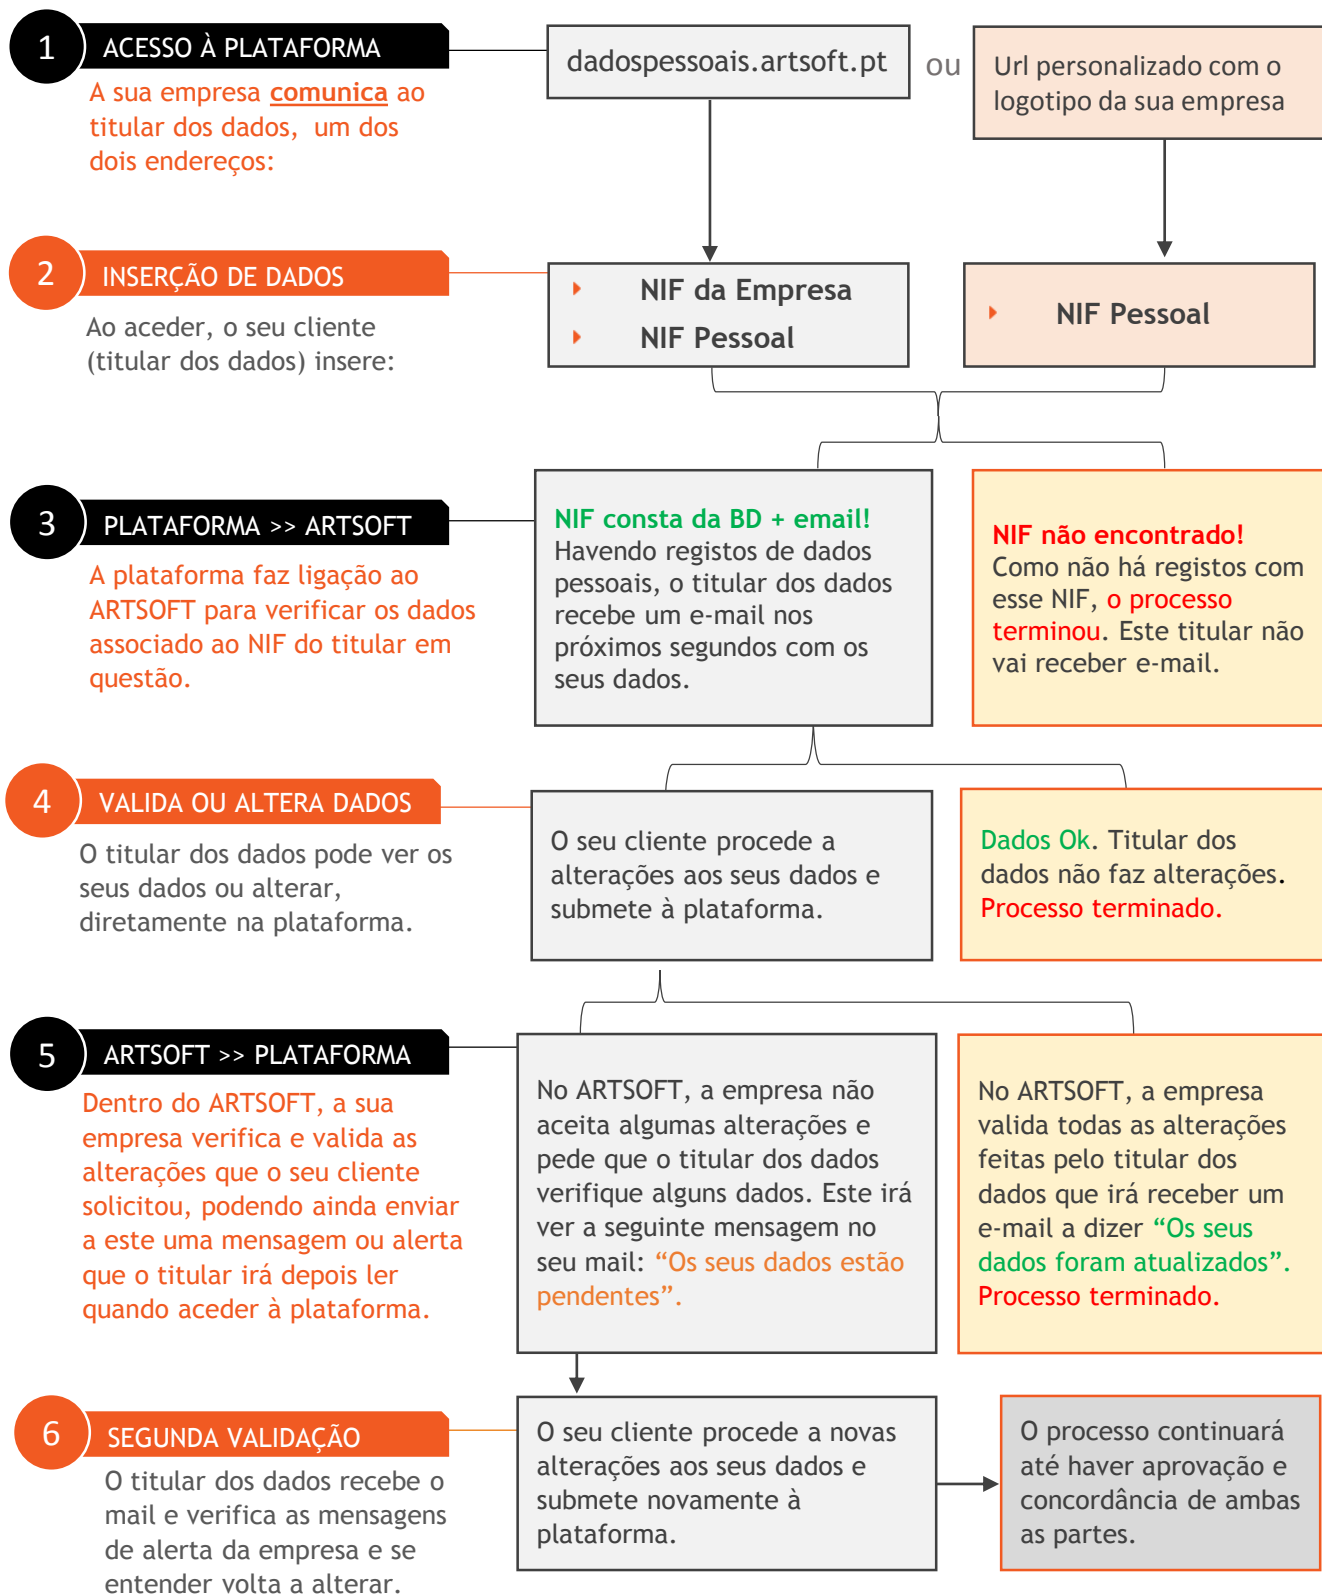 1
ACESSO À PLATAFORMA
A sua empresa comunica ao
titular dos dados, um dos
dois endereços:
dadospessoais.artsoft.pt
ou
Url personalizado com o
logotipo da sua empresa
2
INSERÇÃO DE DADOS
Ao aceder, o seu cliente
(titular dos dados) insere:
NIF da Empresa
NIF Pessoal
NIF Pessoal
3
PLATAFORMA >> ARTSOFT
A plataforma faz ligação ao
ARTSOFT para verificar os dados
associado ao NIF do titular em
questão.
NIF consta da BD + email!
Havendo registos de dados
pessoais, o titular dos dados
recebe um e-mail nos
próximos segundos com os
seus dados.
NIF não encontrado!
Como não há registos com
esse NIF, o processo
terminou. Este titular não
vai receber e-mail.
4
VALIDA OU ALTERA DADOS
O titular dos dados pode ver os
seus dados ou alterar,
diretamente na plataforma.
O seu cliente procede a
alterações aos seus dados e
submete à plataforma.
Dados Ok. Titular dos
dados não faz alterações.
Processo terminado.
5
ARTSOFT >> PLATAFORMA
Dentro do ARTSOFT, a sua
empresa verifica e valida as
alterações que o seu cliente
solicitou, podendo ainda enviar
a este uma mensagem ou alerta
que o titular irá depois ler
quando aceder à plataforma.
No ARTSOFT, a empresa não
aceita algumas alterações e
pede que o titular dos dados
verifique alguns dados. Este irá
ver a seguinte mensagem no
seu mail: “Os seus dados estão
pendentes”.
No ARTSOFT, a empresa
valida todas as alterações
feitas pelo titular dos
dados que irá receber um
e-mail a dizer “Os seus
dados foram atualizados”.
Processo terminado.
6
SEGUNDA VALIDAÇÃO
O titular dos dados recebe o
mail e verifica as mensagens
de alerta da empresa e se
entender volta a alterar.
O seu cliente procede a novas
alterações aos seus dados e
submete novamente à
plataforma.
O processo continuará
até haver aprovação e
concordância de ambas
as partes.